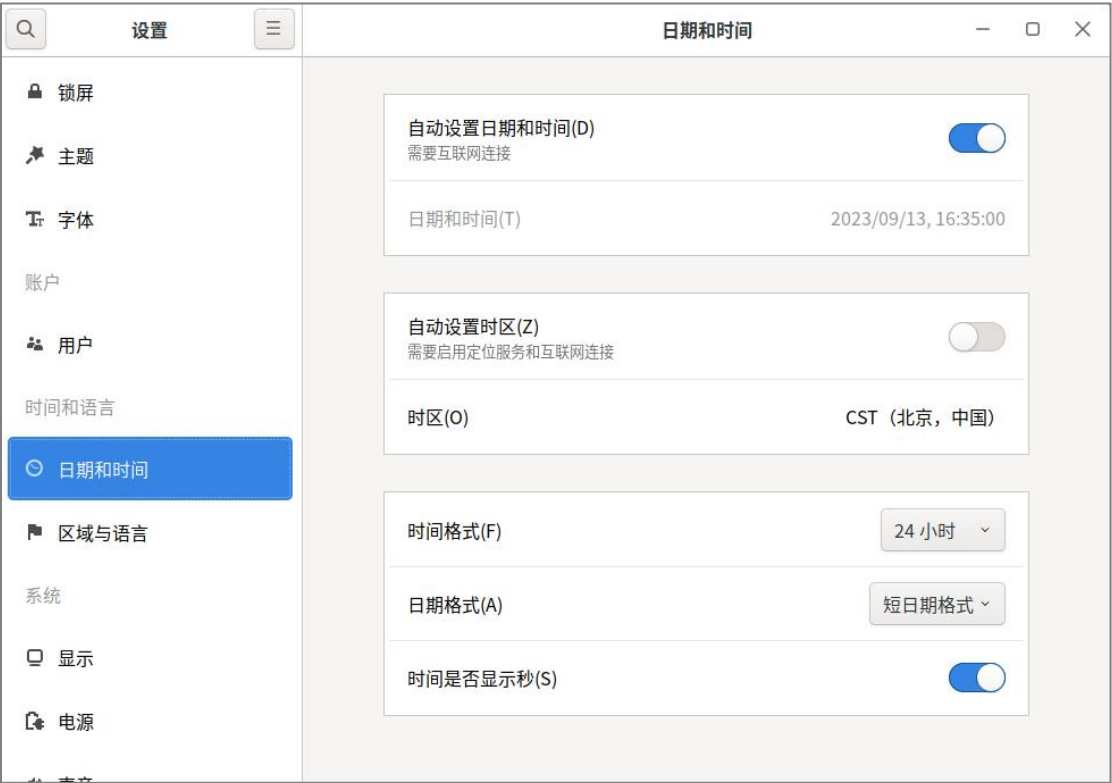 设置
日期和时间
锁屏
主题
字体
账户
用户
时间和语言
日期和时间
区域与语言
系统
显示
电源
自动设置日期和时间(D)
需要互联网连接
日期和时间(T) 2023/09/13, 16:35:00
自动设置时区(Z)
需要启用定位服务和互联网连接
时区(O) CST（北京，中国）
时间格式(F) 24 小时
日期格式(A) 短日期格式
时间是否显示秒(S)